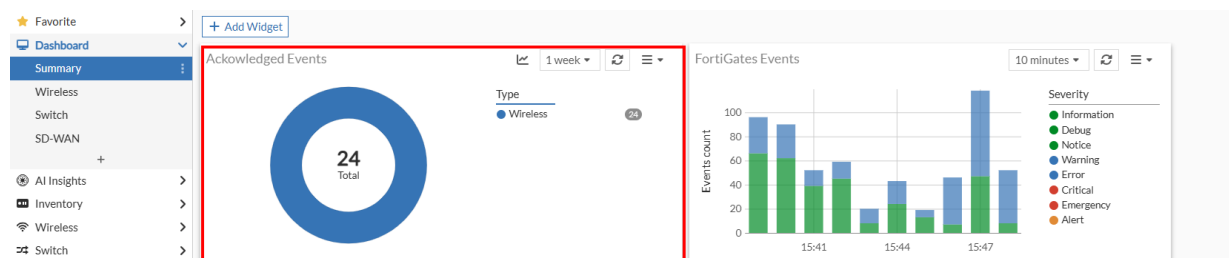 Favorite
Dashboard
Summary
Wireless
Switch
SD-WAN
+
AI Insights
Inventory
Wireless
Switch
+ Add Widget
Ackowledged Events
1 week
24
Total
Type
Wireless
24
FortiGates Events
10 minutes
Events count
100
80
60
40
20
0
15:41
15:44
15:47
Severity
Information
Debug
Notice
Warning
Error
Critical
Emergency
Alert